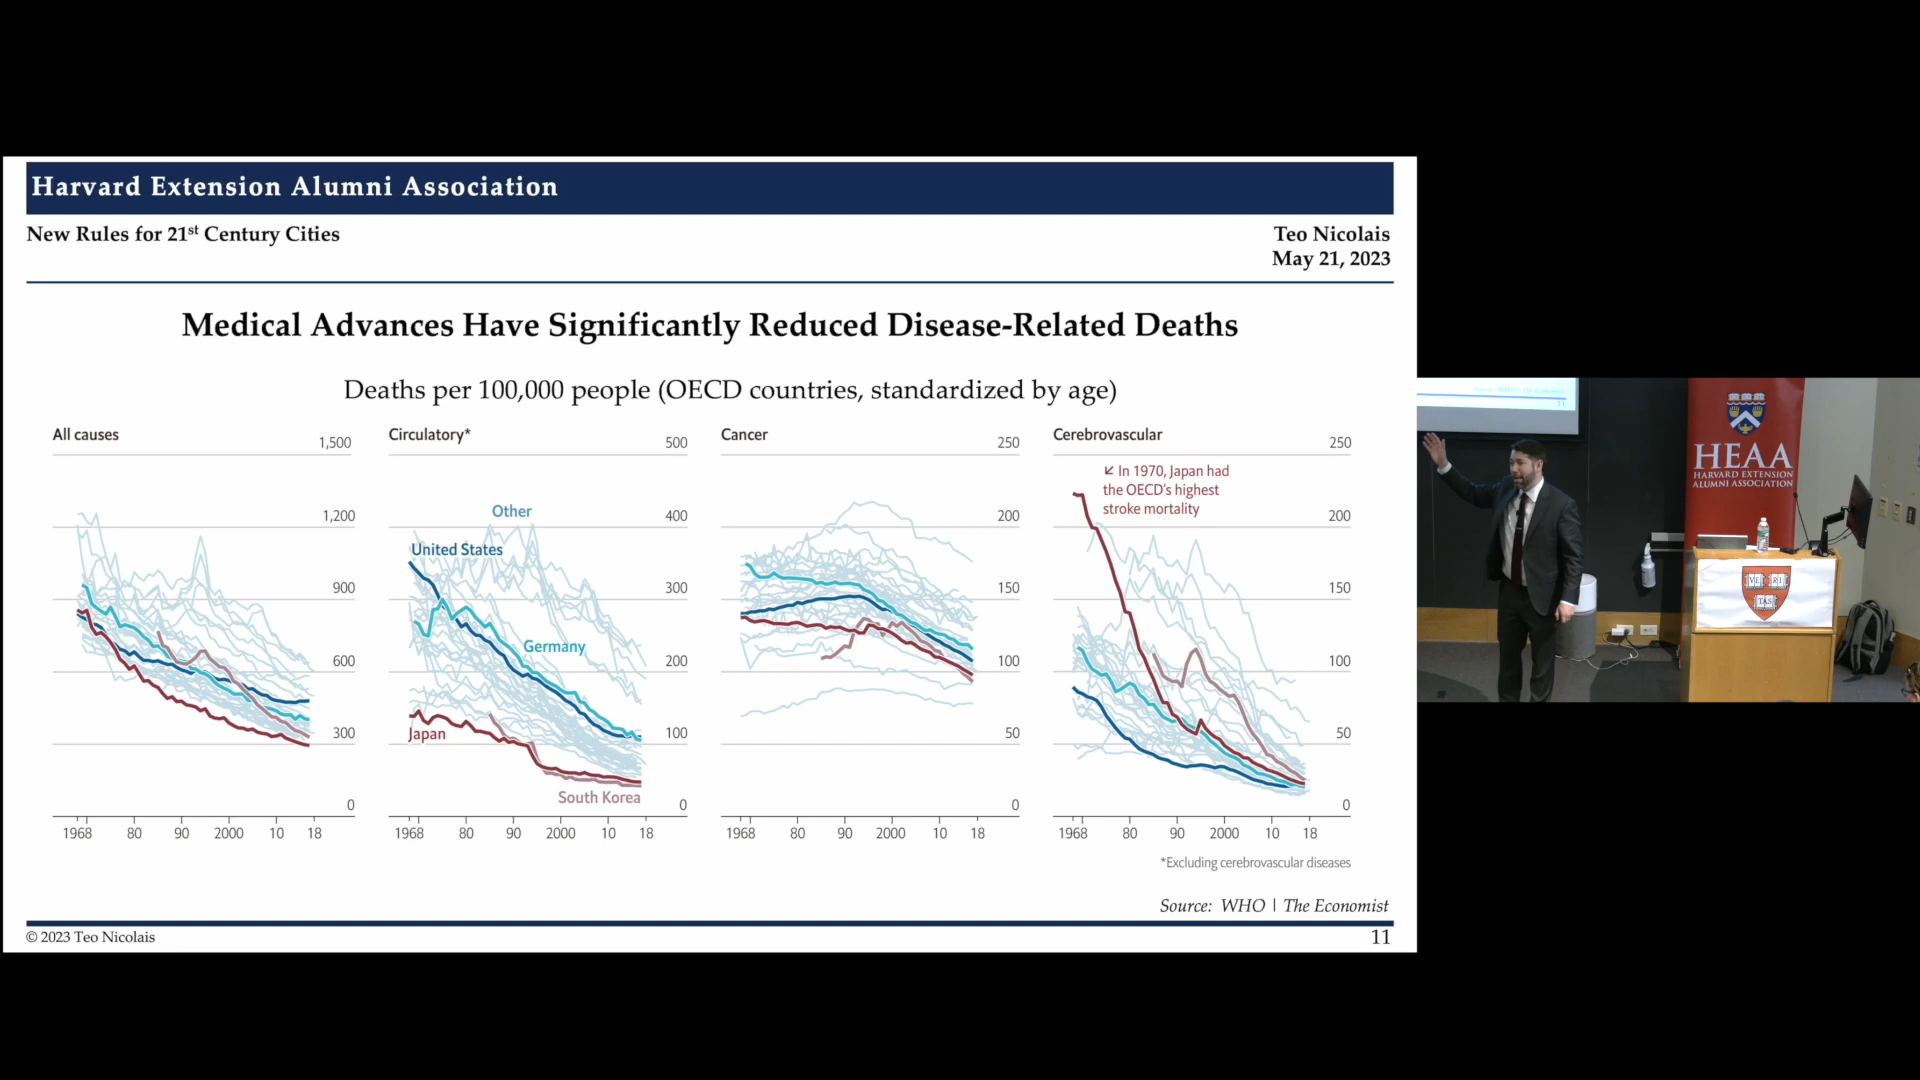 Harvard Extension Alumni Association
New Rules for 21st Century Cities
Teo Nicolais
May 21, 2023
Medical Advances Have Significantly Reduced Disease-Related Deaths
Deaths per 100,000 people (OECD countries, standardized by age)
All causes
1,500
1,200
900
600
300
0
1968 80 90 2000 10 18
Circulatory*
500
400
300
200
100
0
Other
United States
Germany
Japan
South Korea
1968 80 90 2000 10 18
Cancer
250
200
150
100
50
0
1968 80 90 2000 10 18
Cerebrovascular
250
200
150
100
50
0
↙ In 1970, Japan had
the OECD's highest
stroke mortality
1968 80 90 2000 10 18
*Excluding cerebrovascular diseases
Source: WHO | The Economist
© 2023 Teo Nicolais
11
HEAA
HARVARD EXTENSION
ALUMNI ASSOCIATION
VE RI
TAS